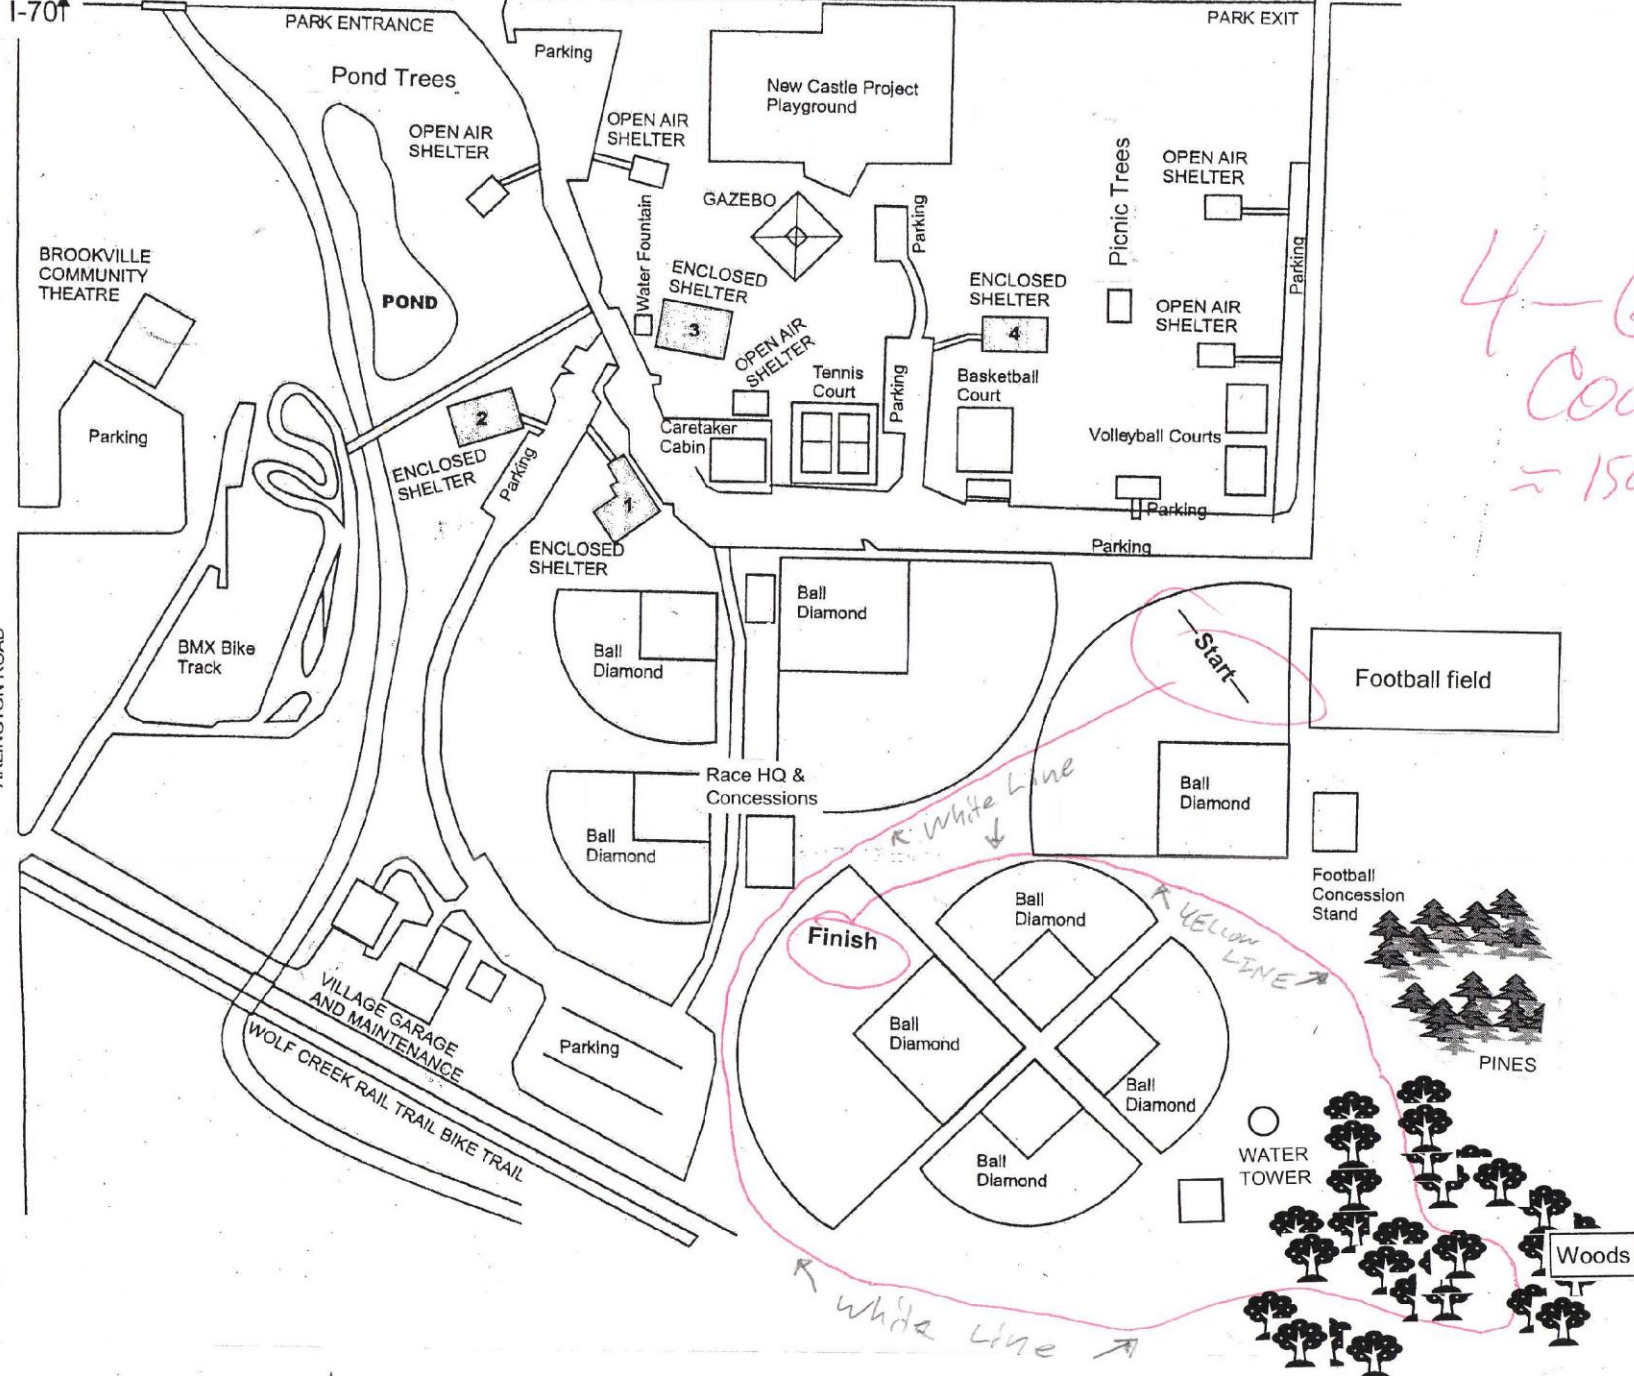 I-70↑
PARK ENTRANCE
PARK EXIT
Parking
Pond Trees
New Castle Project
Playground
OPEN AIR
SHELTER
OPEN AIR
SHELTER
Picnic Trees
OPEN AIR
SHELTER
GAZEBO
Water Fountain
Parking
Parking
BROOKVILLE
COMMUNITY
THEATRE
POND
ENCLOSED
SHELTER
3
ENCLOSED
SHELTER
4
OPEN AIR
SHELTER
OPEN AIR
SHELTER
Tennis
Court
Parking
Basketball
Court
2
Caretaker
Cabin
Volleyball Courts
Parking
ENCLOSED
SHELTER
Parking
1
Parking
ENCLOSED
SHELTER
Parking
4-
≈ 15
Ball
Diamond
Ball
Diamond
BMX Bike
Track
Start
Football field
Race HQ &
Concessions
White Line
Ball
Diamond
Ball
Diamond
Football
Concession
Stand
Ball
Diamond
YELLOW
LINE
Finish
VILLAGE GARAGE
AND MAINTENANCE
WOLF CREEK RAIL TRAIL BIKE TRAIL
Parking
Ball
Diamond
PINES
Ball
Diamond
WATER
TOWER
Ball
Diamond
Woods
White Line